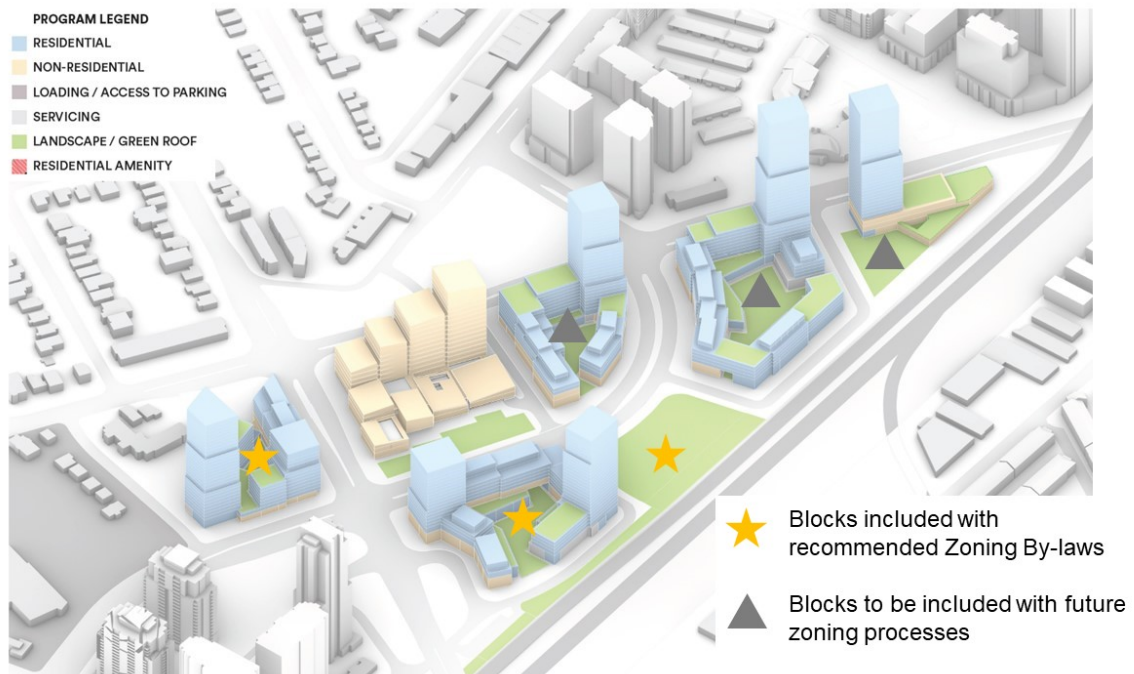 PROGRAM LEGEND
RESIDENTIAL
NON-RESIDENTIAL
LOADING / ACCESS TO PARKING
SERVICING
LANDSCAPE / GREEN ROOF
RESIDENTIAL AMENITY
Blocks included with
recommended Zoning By-laws
Blocks to be included with future
zoning processes